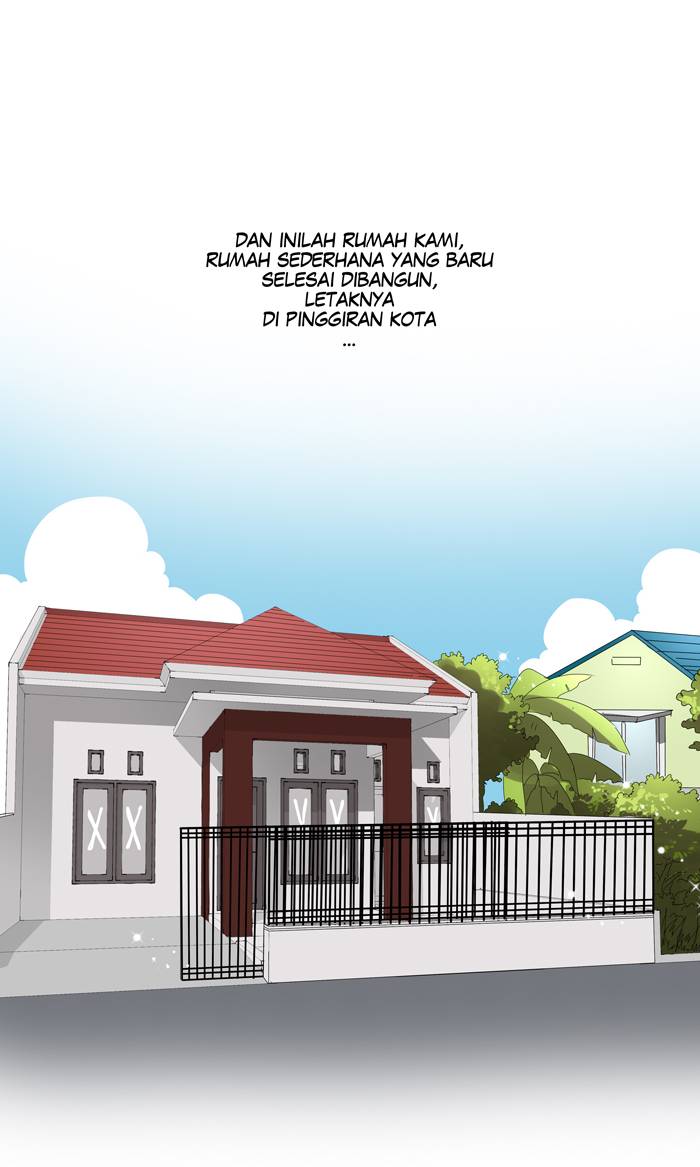 DAN INILAH RUMAH KAMI,
RUMAH SEDERHANA YANG BARU
SELESAI DIBANGUN,
LETAKNYA
DI PINGGIRAN KOTA
...
X X